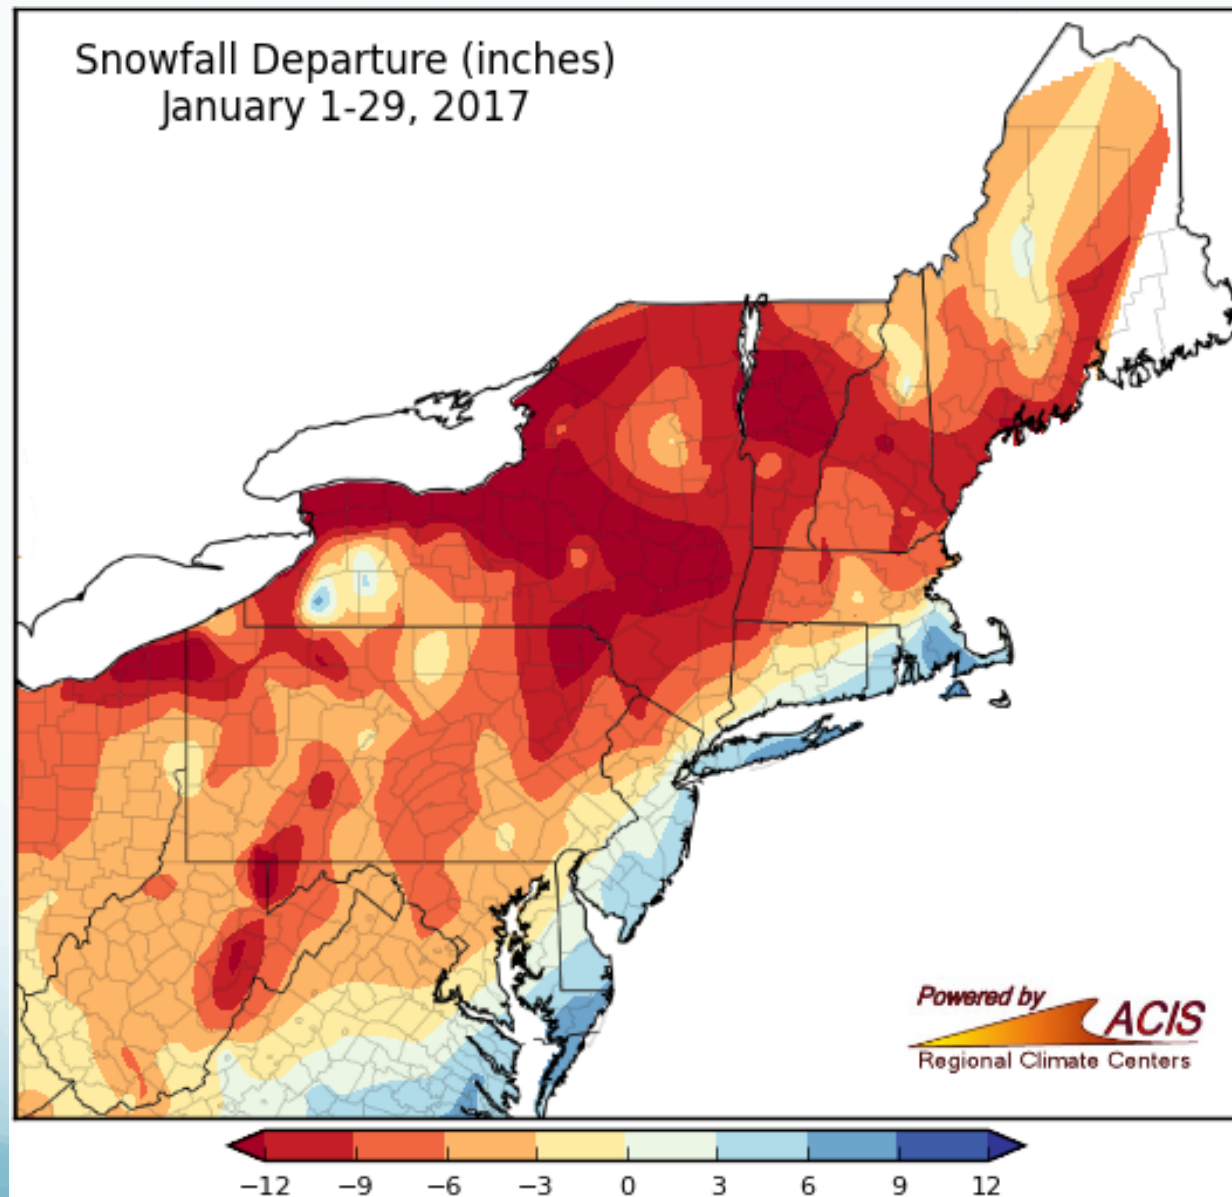 Snowfall Departure (inches)
January 1-29, 2017
Powered by
ACIS
Regional Climate Centers
−12 −9 −6 −3 0 3 6 9 12